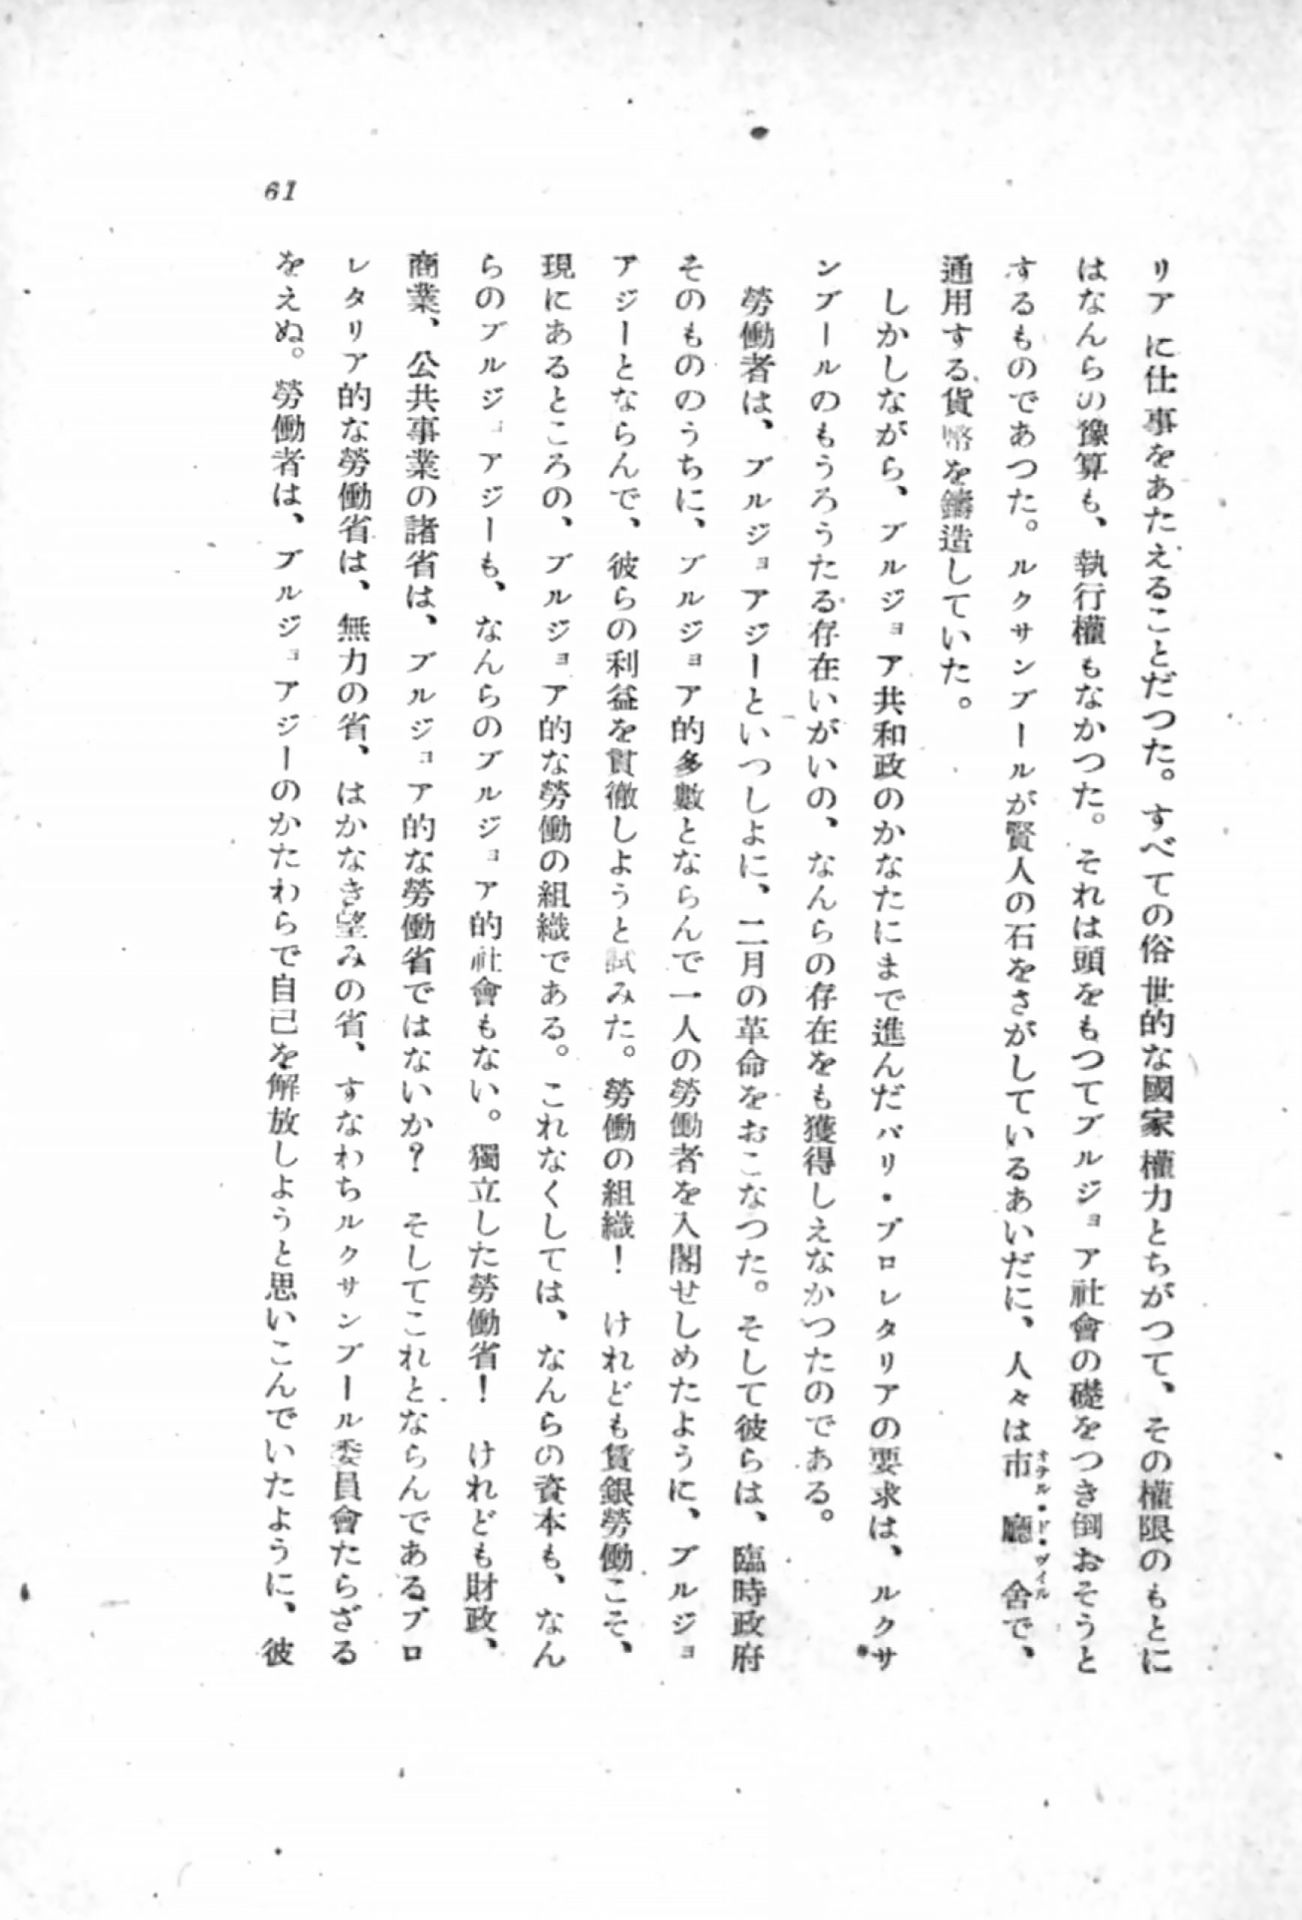 61
リアに仕事をあたえることだつた。すべての俗世的な國家權力とちがつて、その權限のもとに
はなんらの豫算も、執行權もなかつた。それは頭をもつてブルジョア社會の礎をつき倒おそうと
するものであつた。ルクサンブールが賢人の石をさがしているあいだに、人々は市廳舍で、
オテル・ド・ヴイル
通用する貨幣を鑄造していた。
しかしながら、ブルジョア共和政のかなたにまで進んだパリ・プロレタリアの要求は、ルクサ
ンブールのもうろうたる存在いがいの、なんらの存在をも獲得しえなかつたのである。
勞働者は、ブルジョアジーといつしよに、二月の革命をおこなつた。そして彼らは、臨時政府
そのもののうちに、ブルジョア的多數とならんで一人の勞働者を入閣せしめたように、ブルジョ
アジーとならんで、彼らの利益を貫徹しようと試みた。勞働の組織！　けれども賃銀勞働こそ、
現にあるところの、ブルジョア的な勞働の組織である。これなくしては、なんらの資本も、なん
らのブルジョアジーも、なんらのブルジョア的社會もない。獨立した勞働省！　けれども財政、
商業、公共事業の諸省は、ブルジョア的な勞働省ではないか？　そしてこれとならんであるプロ
レタリア的な勞働省は、無力の省、はかなき望みの省、すなわちルクサンブール委員會たらざる
をえぬ。勞働者は、ブルジョアジーのかたわらで自己を解放しようと思いこんでいたように、彼